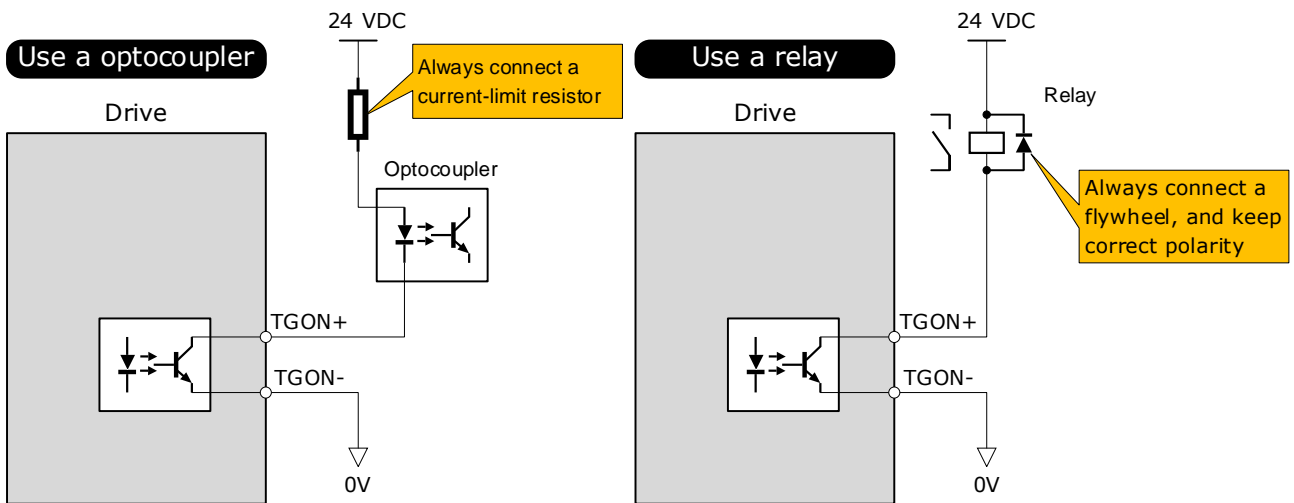 24 VDC
Use a optocoupler
Always connect a
current-limit resistor
Drive
Optocoupler
TGON+
TGON-
0V
24 VDC
Use a relay
Relay
Drive
Always connect a
flywheel, and keep
correct polarity
TGON+
TGON-
0V